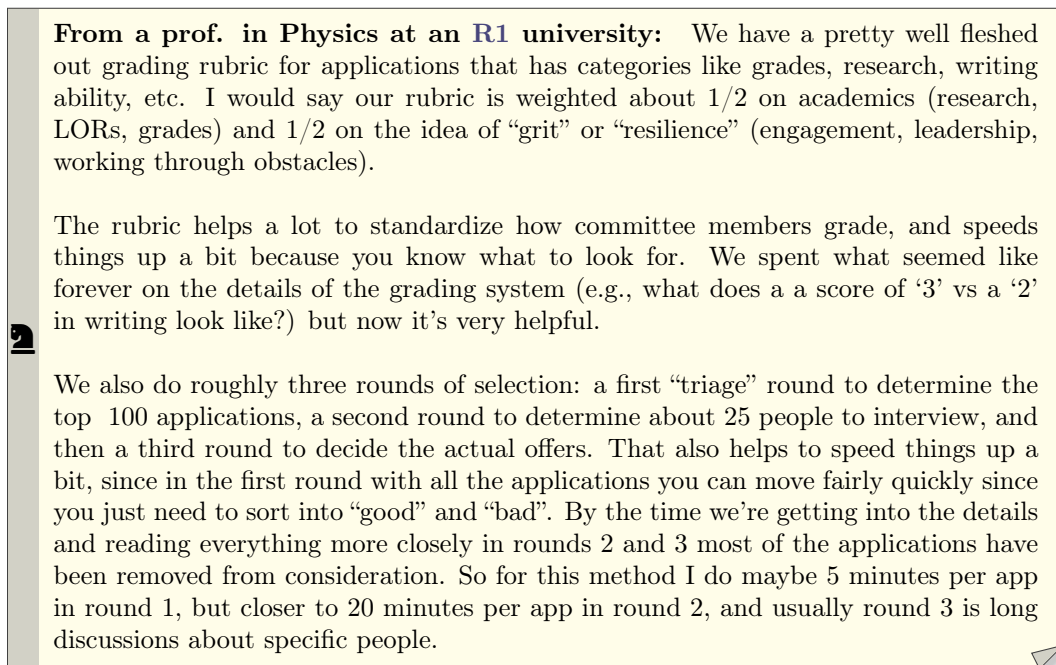 From a prof. in Physics at an R1 university: We have a pretty well fleshed
out grading rubric for applications that has categories like grades, research, writing
ability, etc. I would say our rubric is weighted about 1/2 on academics (research,
LORs, grades) and 1/2 on the idea of “grit” or “resilience” (engagement, leadership,
working through obstacles).
The rubric helps a lot to standardize how committee members grade, and speeds
things up a bit because you know what to look for. We spent what seemed like
forever on the details of the grading system (e.g., what does a a score of ‘3’ vs a ‘2’
in writing look like?) but now it's very helpful.
We also do roughly three rounds of selection: a first “triage” round to determine the
top 100 applications, a second round to determine about 25 people to interview, and
then a third round to decide the actual offers. That also helps to speed things up a
bit, since in the first round with all the applications you can move fairly quickly since
you just need to sort into “good” and “bad”. By the time we're getting into the details
and reading everything more closely in rounds 2 and 3 most of the applications have
been removed from consideration. So for this method I do maybe 5 minutes per app
in round 1, but closer to 20 minutes per app in round 2, and usually round 3 is long
discussions about specific people.